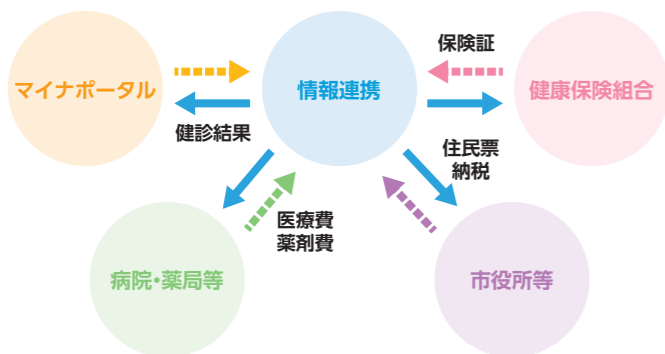 保険証
マイナポータル
情報連携
健康保険組合
健診結果
住民票
納税
医療費
薬剤費
病院・薬局等
市役所等